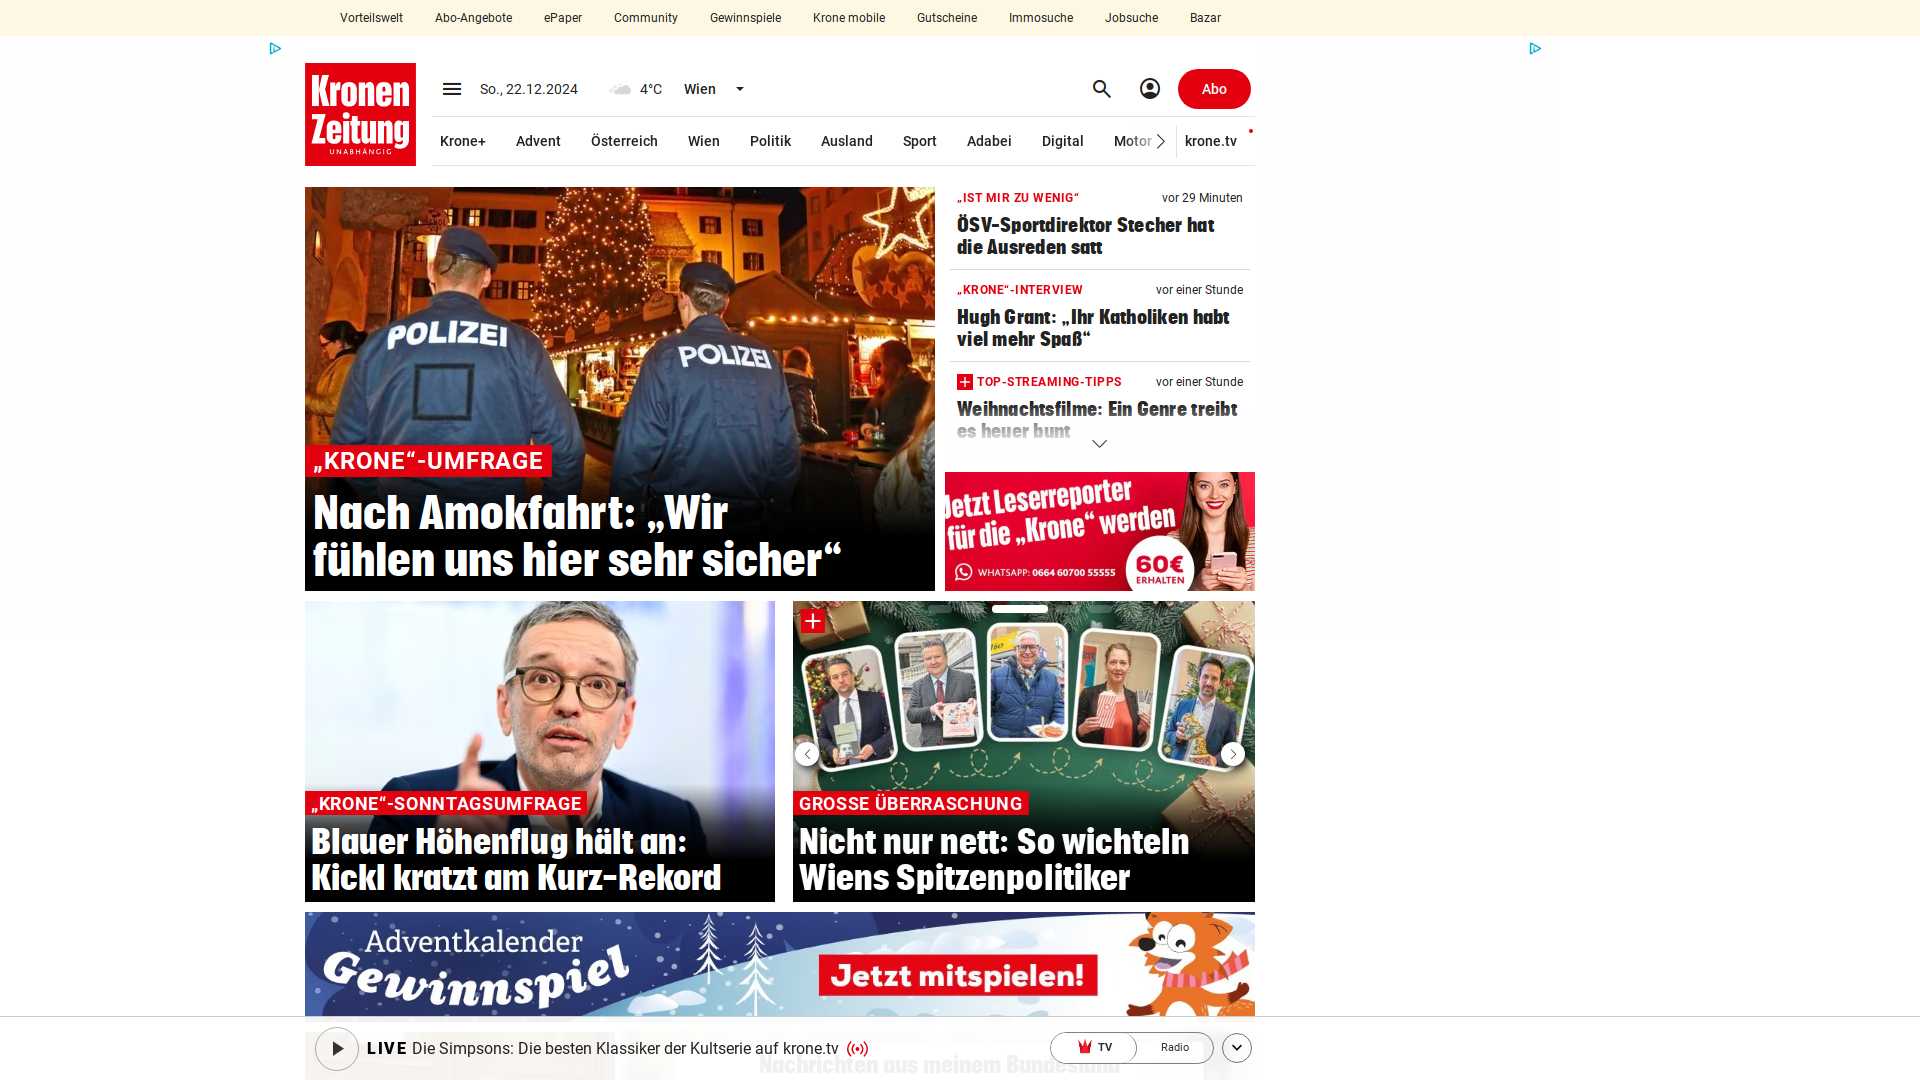 Vorteilswelt Abo-Angebote ePaper Community Gewinnspiele Krone mobile Gutscheine Immosuche Jobsuche Bazar
Kronen
Zeitung
UNABHÄNGIG
So., 22.12.2024 4°C Wien
Abo
Krone+ Advent Österreich Wien Politik Ausland Sport Adabei Digital Motor krone.tv
POLIZEI
POLIZEI
„KRONE“-UMFRAGE
Nach Amokfahrt: „Wir
fühlen uns hier sehr sicher“
„IST MIR ZU WENIG“ vor 29 Minuten
ÖSV-Sportdirektor Stecher hat
die Ausreden satt
„KRONE“-INTERVIEW vor einer Stunde
Hugh Grant: „Ihr Katholiken habt
viel mehr Spaß“
TOP-STREAMING-TIPPS vor einer Stunde
Weihnachtsfilme: Ein Genre treibt
es heuer bunt
Jetzt Leserreporter
für die „Krone“ werden
WHATSAPP: 0664 60700 55555
60€
ERHALTEN
„KRONE“-SONNTAGSUMFRAGE
Blauer Höhenflug hält an:
Kickl kratzt am Kurz-Rekord
GROSSE ÜBERRASCHUNG
Nicht nur nett: So wichteln
Wiens Spitzenpolitiker
Adventkalender
Gewinnspiel
Jetzt mitspielen!
LIVE Die Simpsons: Die besten Klassiker der Kultserie auf krone.tv
TV Radio
Nachrichten aus meinem Bundesland